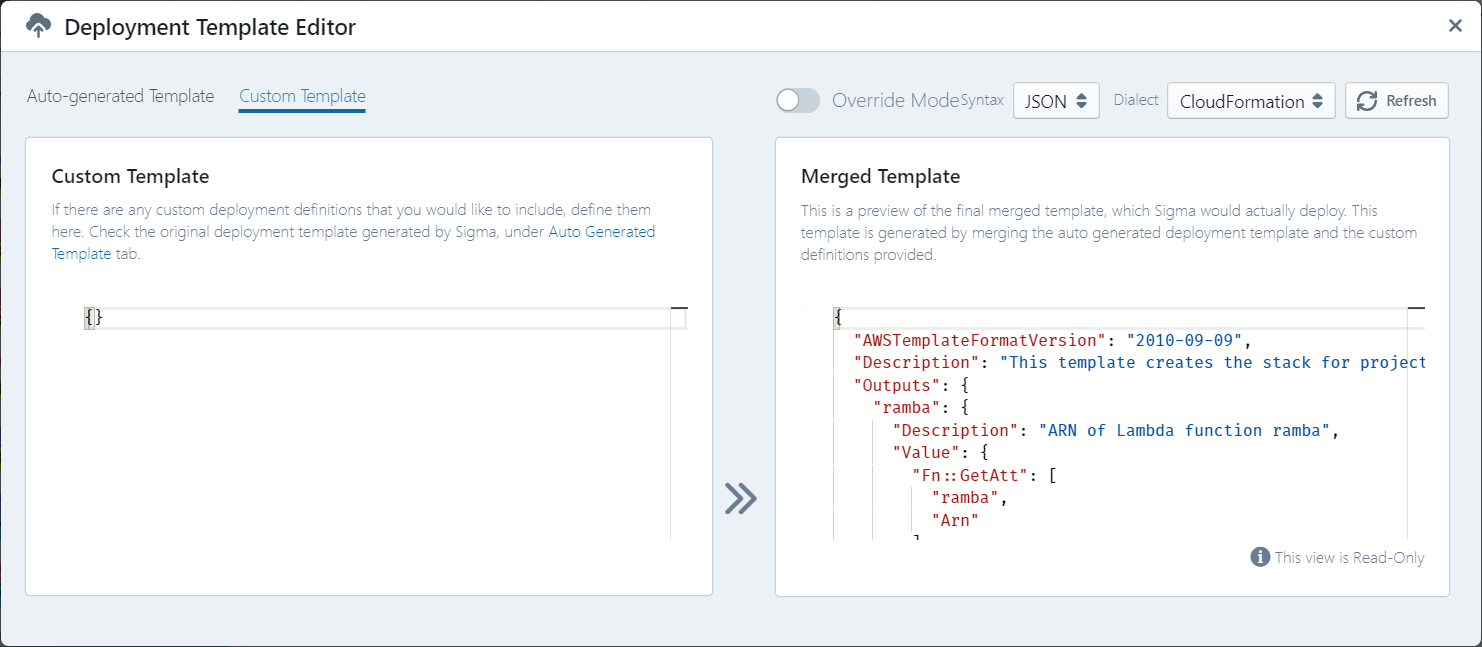 Deployment Template Editor
Auto-generated Template
Custom Template
Override Mode
Syntax
JSON
Dialect
CloudFormation
Refresh
Custom Template
If there are any custom deployment definitions that you would like to include, define them
here. Check the original deployment template generated by Sigma, under Auto Generated
Template tab.
{}
Merged Template
This is a preview of the final merged template, which Sigma would actually deploy. This
template is generated by merging the auto generated deployment template and the custom
definitions provided.
{
"AWSTemplateFormatVersion": "2010-09-09",
"Description": "This template creates the stack for project
"Outputs": {
"ramba": {
"Description": "ARN of Lambda function ramba",
"Value": {
"Fn::GetAtt": [
"ramba",
"Arn"
]
This view is Read-Only